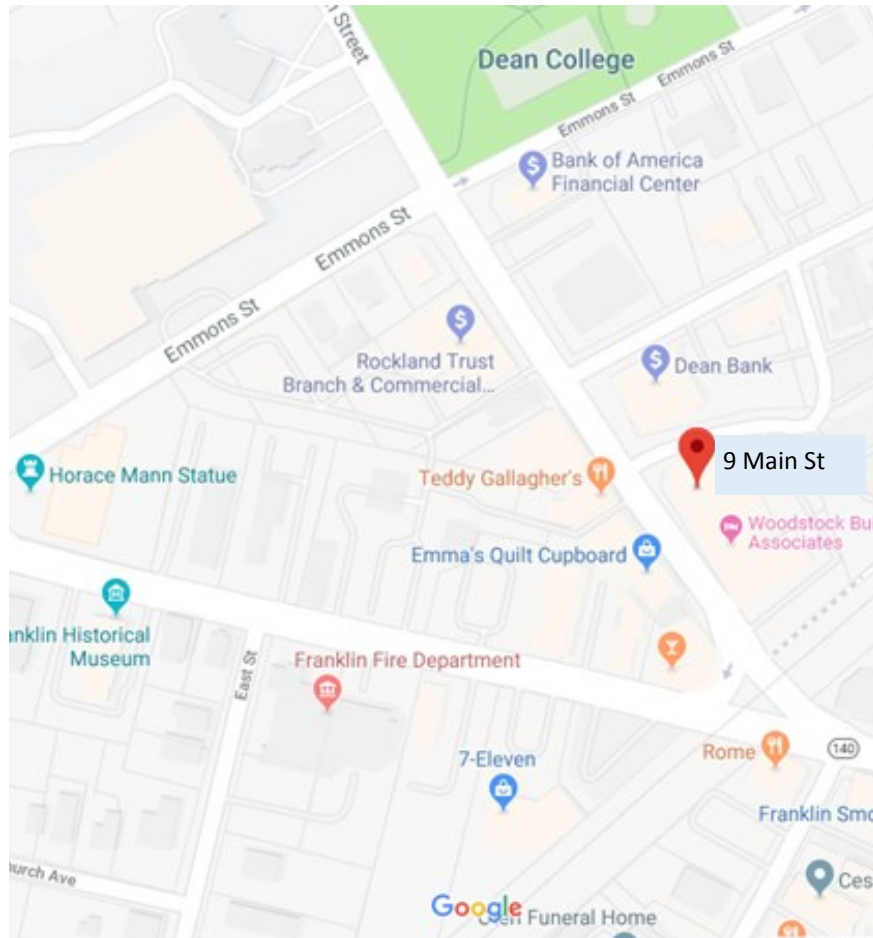 n Street
Dean College
Emmons St
Emmons St
Bank of America
Financial Center
Emmons St
Emmons St
Rockland Trust
Branch & Commercial...
Dean Bank
9 Main St
Horace Mann Statue
Teddy Gallagher's
Woodstock Bu
Associates
Emma's Quilt Cupboard
anklin Historical
Museum
East St
Franklin Fire Department
Rome
140
7-Eleven
Franklin Smo
hurch Ave
Ces
Google
Funeral Home